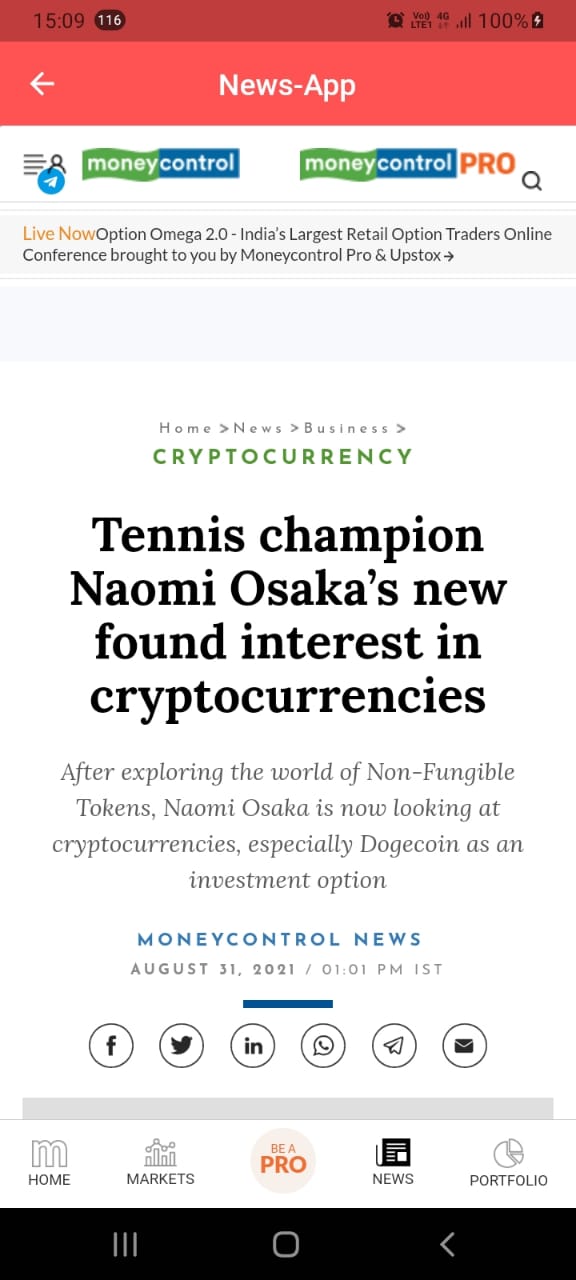 15:09 116 Vo) 4G LTE1 100%
News-App
moneycontrol moneycontrol PRO
Live NowOption Omega 2.0 - India's Largest Retail Option Traders Online
Conference brought to you by Moneycontrol Pro & Upstox→
Home >News >Business >
CRYPTOCURRENCY
Tennis champion
Naomi Osaka’s new
found interest in
cryptocurrencies
After exploring the world of Non-Fungible
Tokens, Naomi Osaka is now looking at
cryptocurrencies, especially Dogecoin as an
investment option
MONEYCONTROL NEWS
AUGUST 31, 2021 / 01:01 PM IST
f in
BE A
PRO
HOME MARKETS NEWS PORTFOLIO